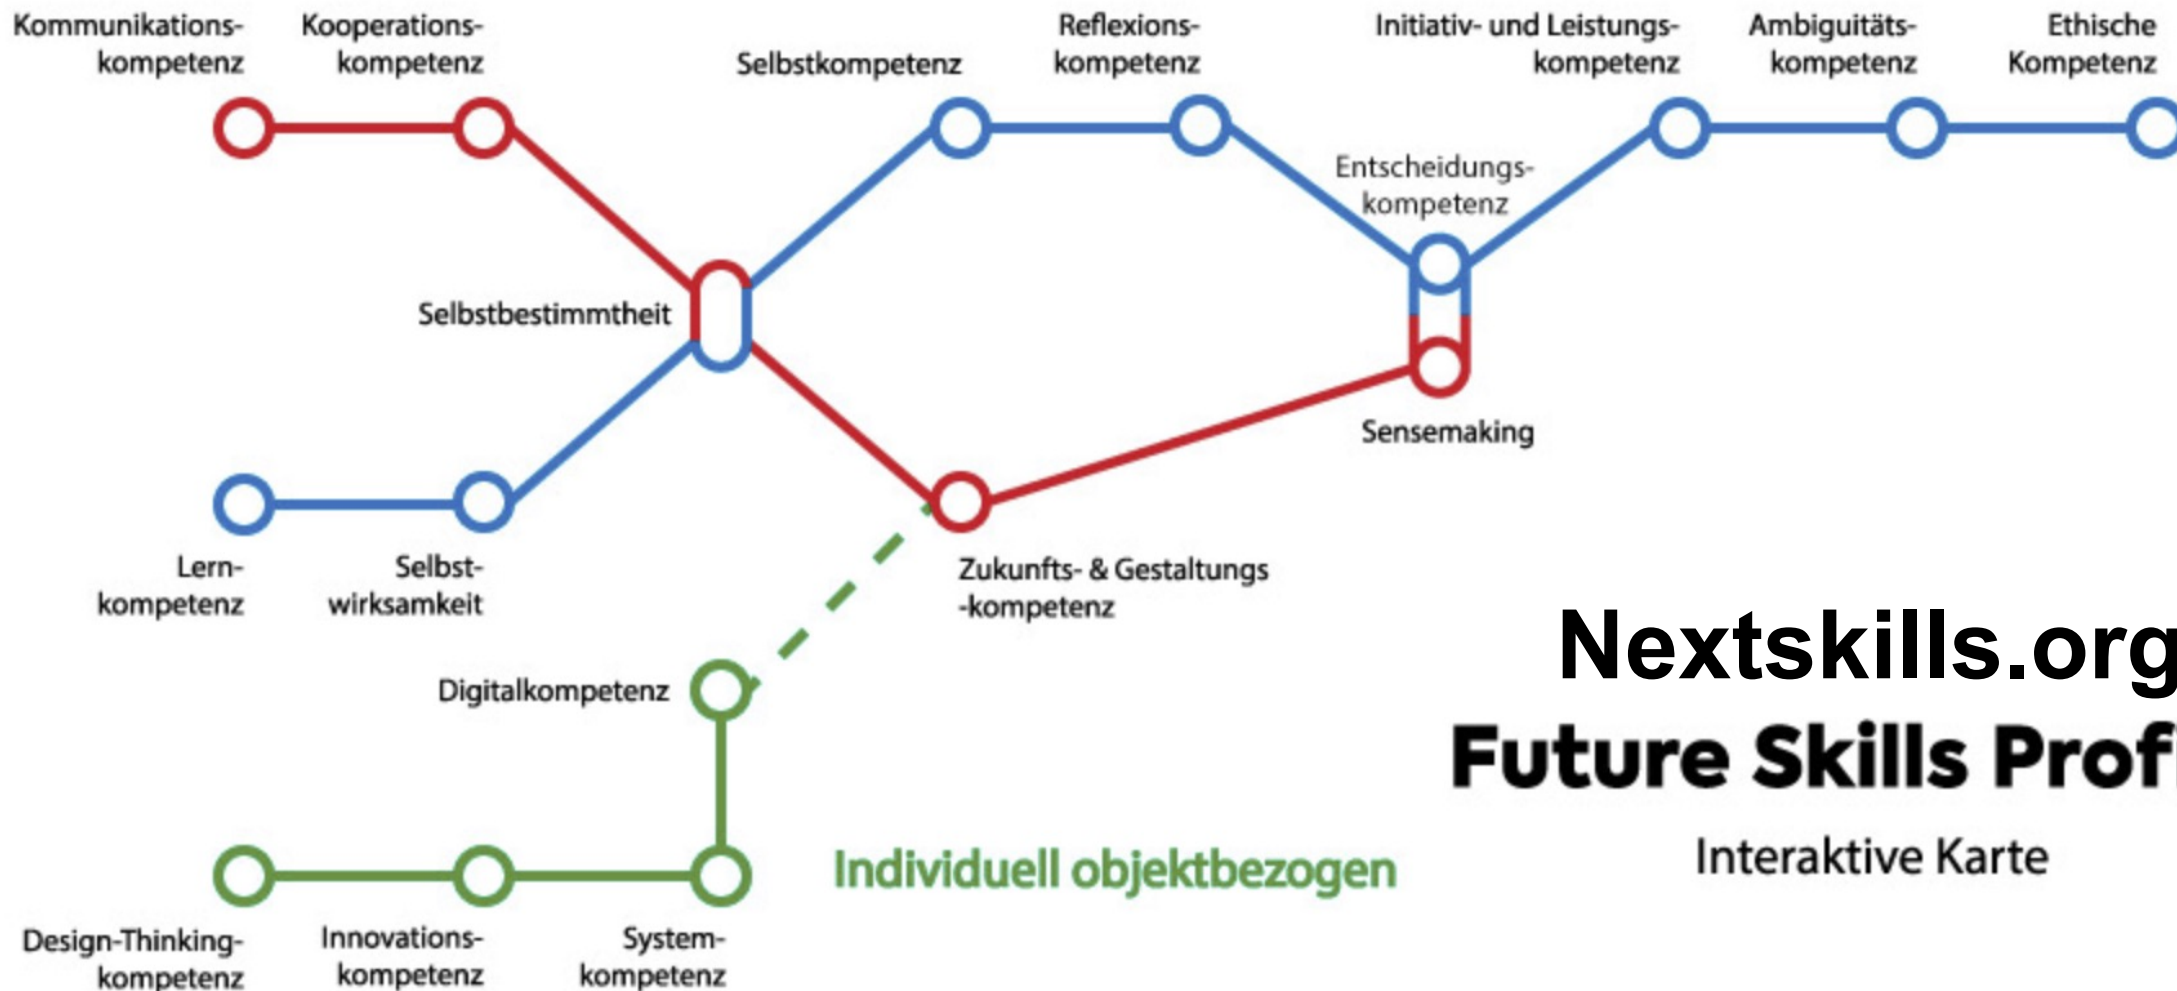 Kommunikations-
kompetenz
Kooperations-
kompetenz
Selbstkompetenz
Reflexions-
kompetenz
Initiativ- und Leistungs-
kompetenz
Ambiguitäts-
kompetenz
Ethische
Kompetenz
Entscheidungs-
kompetenz
Selbstbestimmtheit
Sensemaking
Lern-
kompetenz
Selbst-
wirksamkeit
Zukunfts- & Gestaltungs
-kompetenz
Nextskills.org
Digitalkompetenz
Future Skills
Interaktive Karte
Individuell objektbezogen
Design-Thinking-
kompetenz
Innovations-
kompetenz
System-
kompetenz